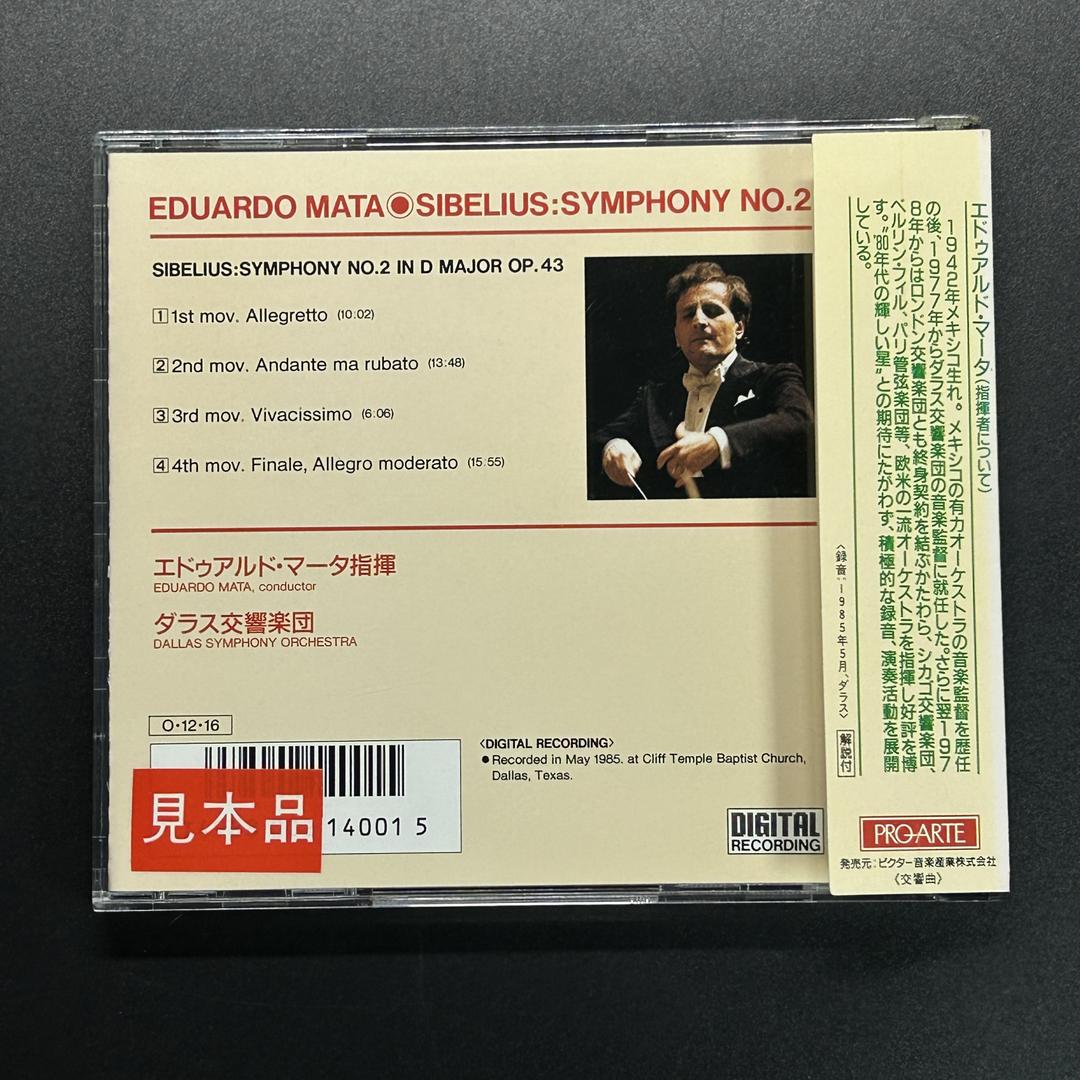 EDUARDO MATA◉SIBELIUS:SYMPHONY NO.2
SIBELIUS:SYMPHONY NO.2 IN D MAJOR OP.43
1 1st mov. Allegretto (10:02)
2 2nd mov. Andante ma rubato (13:48)
3 3rd mov. Vivacissimo (6:06)
4 4th mov. Finale, Allegro moderato (15:55)
エドゥアルド・マータ指揮
EDUARDO MATA, conductor
ダラス交響楽団
DALLAS SYMPHONY ORCHESTRA
O・12・16
見本品
14001 5
〈DIGITAL RECORDING〉
●Recorded in May 1985. at Cliff Temple Baptist Church,
Dallas, Texas.
DIGITAL
RECORDING
エドゥアルド・マータ(指揮者について)
1942年メキシコ生れ。メキシコの有力オーケストラの音楽監督を歴任
の後、1977年からダラス交響楽団の音楽監督に就任した。さらに翌197
8年からはロンドン交響楽団とも終身契約を結ぶかたわら、シカゴ交響楽団、
ベルリン・フィル、パリ管弦楽団等、欧米の一流オーケストラを指揮し好評を博
す。"80年代の輝しい星"との期待にたがわず、積極的な録音、演奏活動を展開
している。
〈録音：1985年5月、ダラス〉
解説付
PRO-ARTE
発売元：ビクター音楽産業株式会社
〈交響曲〉